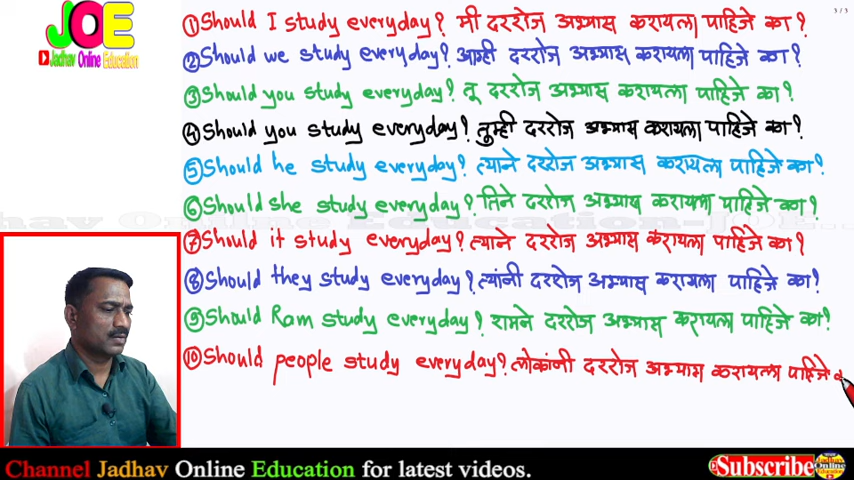 JOE
Jadhav Online Education
3/3
①Should I study everyday? मी दररोज अभ्यास करायला पाहिजे का?
②Should we study everyday? आम्ही दररोज अभ्यास करायला पाहिजे का?
③Should you study everyday? तू दररोज अभ्यास करायला पाहिजे का?
④Should you study everyday? तुम्ही दररोज अभ्यास करायला पाहिजे का?
⑤Should he study everyday? त्याने दररोज अभ्यास करायला पाहिजे का?
⑥Should she study everyday? तिने दररोज अभ्यास करायला पाहिजे का?
⑦Should it study everyday? त्याने दररोज अभ्यास करायला पाहिजे का?
⑧Should they study everyday? त्यांनी दररोज अभ्यास करायला पाहिजे का?
⑨Should Ram study everyday? रामने दररोज अभ्यास करायला पाहिजे का?
⑩Should people study everyday? लोकांनी दररोज अभ्यास करायला पाहिजे
Channel Jadhav Online Education for latest videos.
Subscribe